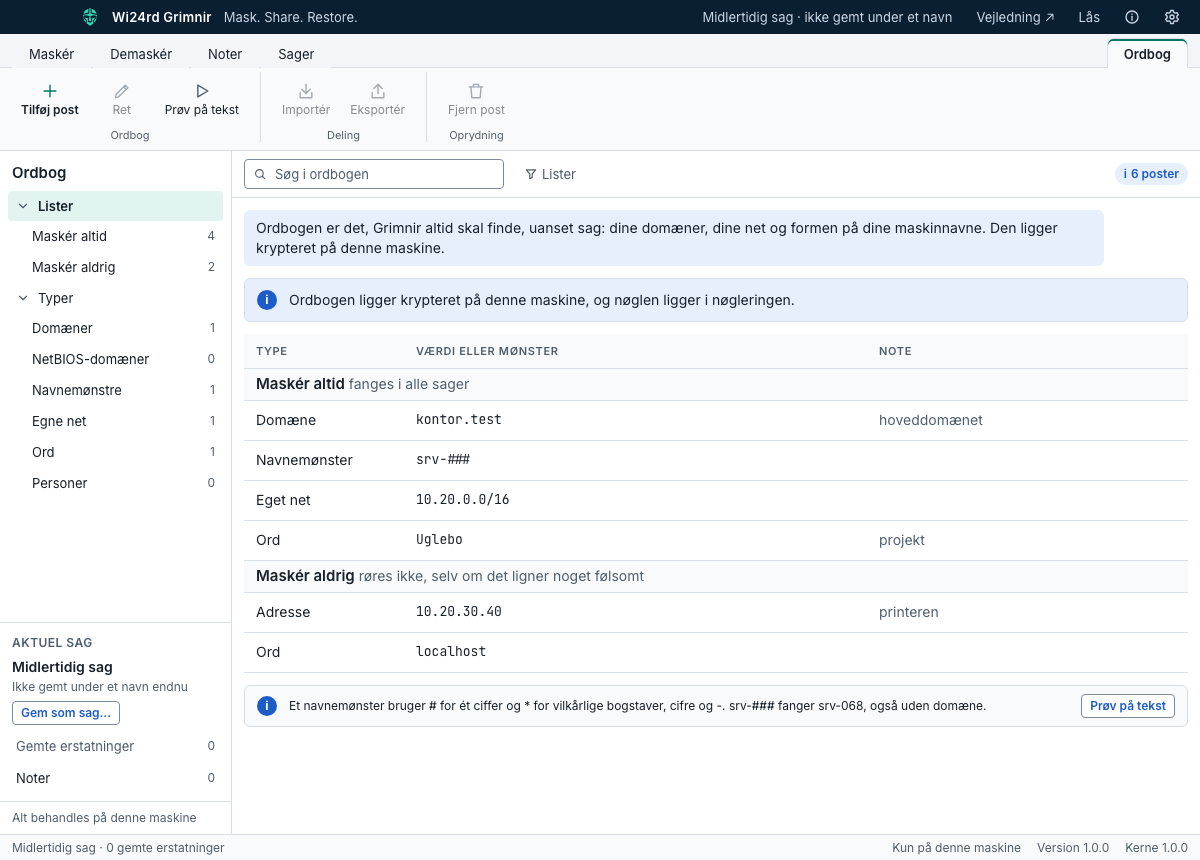 Wi24rd Grimnir Mask. Share. Restore.
Midlertidig sag · ikke gemt under et navn Vejledning ↗ Lås
Maskér Demaskér Noter Sager Ordbog
Tilføj post Ret Prøv på tekst Importér Eksportér Fjern post
Ordbog Deling Oprydning
Ordbog
Lister
Maskér altid 4
Maskér aldrig 2
Typer
Domæner 1
NetBIOS-domæner 0
Navnemønstre 1
Egne net 1
Ord 1
Personer 0
AKTUEL SAG
Midlertidig sag
Ikke gemt under et navn endnu
Gem som sag...
Gemte erstatninger 0
Noter 0
Alt behandles på denne maskine
Søg i ordbogen Lister i 6 poster
Ordbogen er det, Grimnir altid skal finde, uanset sag: dine domæner, dine net og formen på dine maskinnavne. Den ligger
krypteret på denne maskine.
i Ordbogen ligger krypteret på denne maskine, og nøglen ligger i nøgleringen.
TYPE VÆRDI ELLER MØNSTER NOTE
Maskér altid fanges i alle sager
Domæne kontor.test hoveddomænet
Navnemønster srv-###
Eget net 10.20.0.0/16
Ord Uglebo projekt
Maskér aldrig røres ikke, selv om det ligner noget følsomt
Adresse 10.20.30.40 printeren
Ord localhost
i Et navnemønster bruger # for ét ciffer og * for vilkårlige bogstaver, cifre og -. srv-### fanger srv-068, også uden domæne. Prøv på tekst
Midlertidig sag · 0 gemte erstatninger Kun på denne maskine Version 1.0.0 Kerne 1.0.0